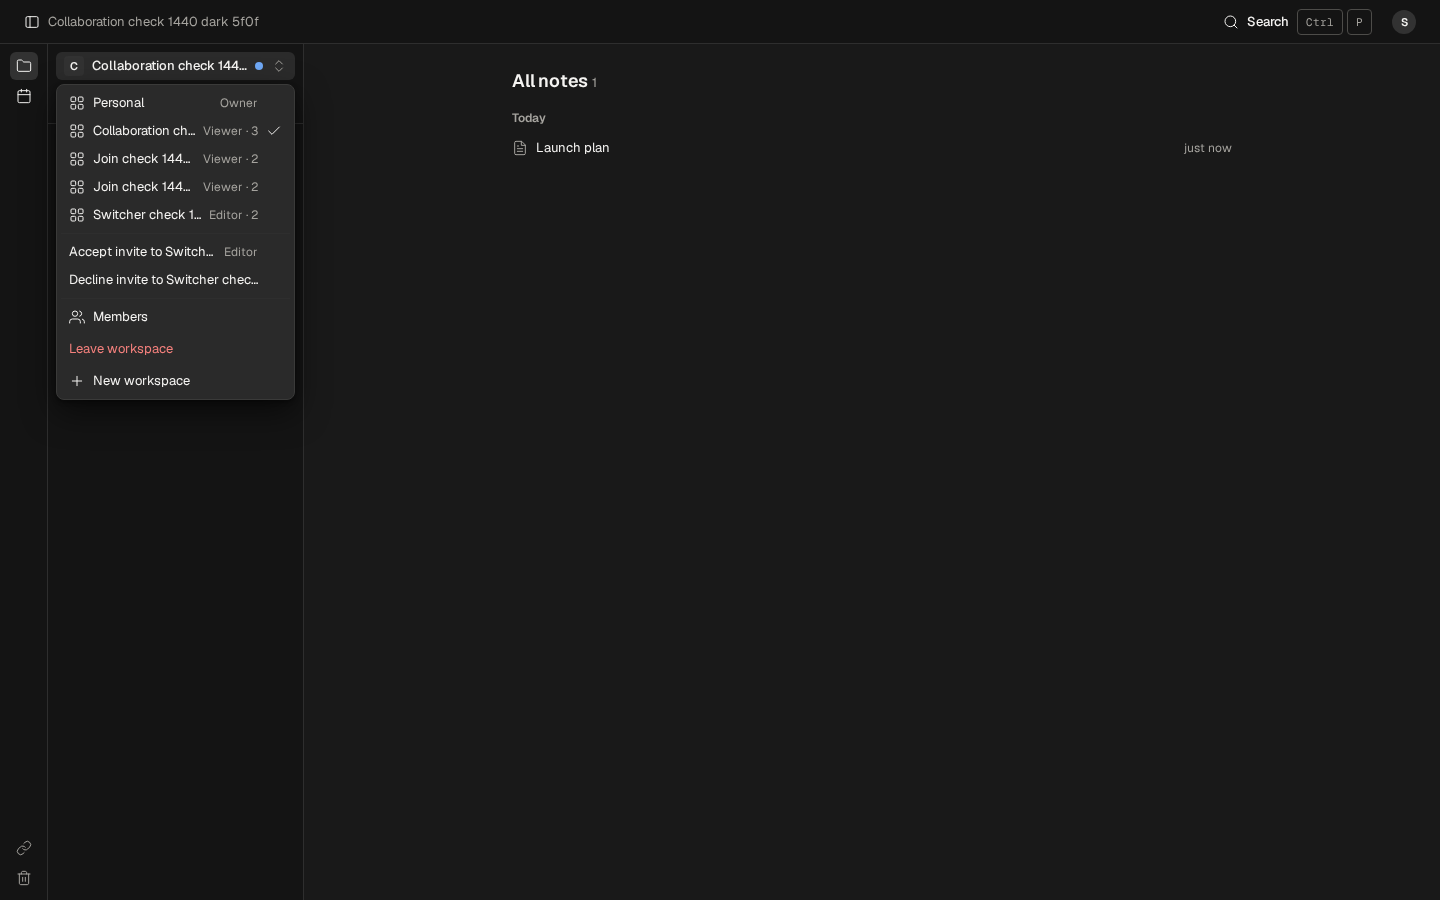 Collaboration check 1440 dark 5f0f
Search Ctrl P S
C Collaboration check 144...
Personal Owner
Collaboration ch... Viewer · 3
Join check 144... Viewer · 2
Join check 144... Viewer · 2
Switcher check 1... Editor · 2
Accept invite to Switch... Editor
Decline invite to Switcher chec...
Members
Leave workspace
New workspace
All notes 1
Today
Launch plan just now